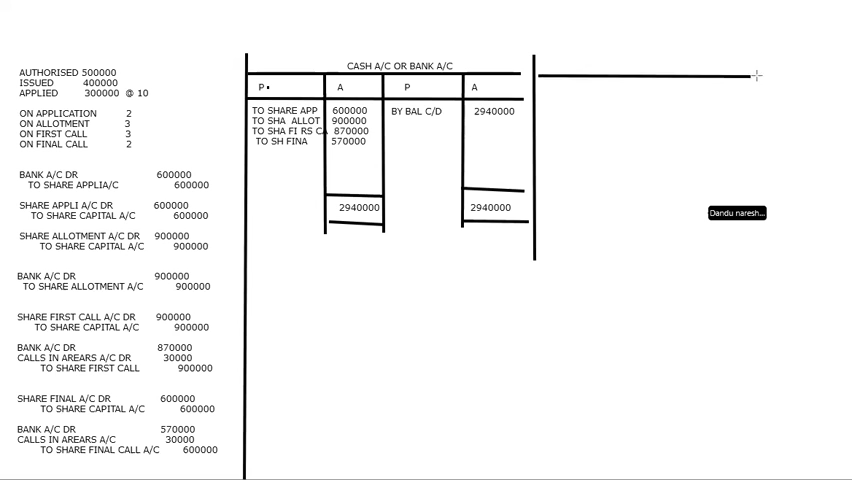 AUTHORISED 500000
ISSUED 400000
APPLIED 300000 @ 10
ON APPLICATION 2
ON ALLOTMENT 3
ON FIRST CALL 3
ON FINAL CALL 2
BANK A/C DR 600000
TO SHARE APPLIA/C 600000
SHARE APPLI A/C DR 600000
TO SHARE CAPITAL A/C 600000
SHARE ALLOTMENT A/C DR 900000
TO SHARE CAPITAL A/C 900000
BANK A/C DR 900000
TO SHARE ALLOTMENT A/C 900000
SHARE FIRST CALL A/C DR 900000
TO SHARE CAPITAL A/C 900000
BANK A/C DR 870000
CALLS IN AREARS A/C DR 30000
TO SHARE FIRST CALL 900000
SHARE FINAL A/C DR 600000
TO SHARE CAPITAL A/C 600000
BANK A/C DR 570000
CALLS IN AREARS A/C 30000
TO SHARE FINAL CALL A/C 600000
CASH A/C OR BANK A/C
P A P A
TO SHARE APP 600000 BY BAL C/D 2940000
TO SHA ALLOT 900000
TO SHA FI RS CA 870000
TO SH FINA 570000
2940000 2940000
Dandu naresh...